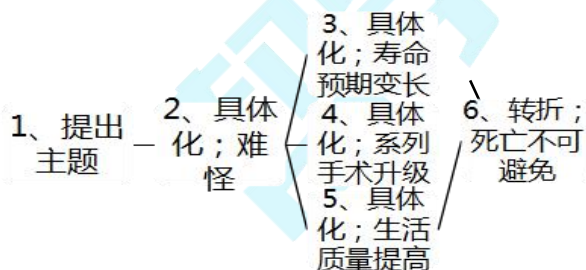 1、提出
主题
2、具体
化；难
怪
3、具体
化；寿命
预期变长
4、具体
化；系列
手术升级
5、具体
化；生活
质量提高
6、转折；
死亡不可
避免